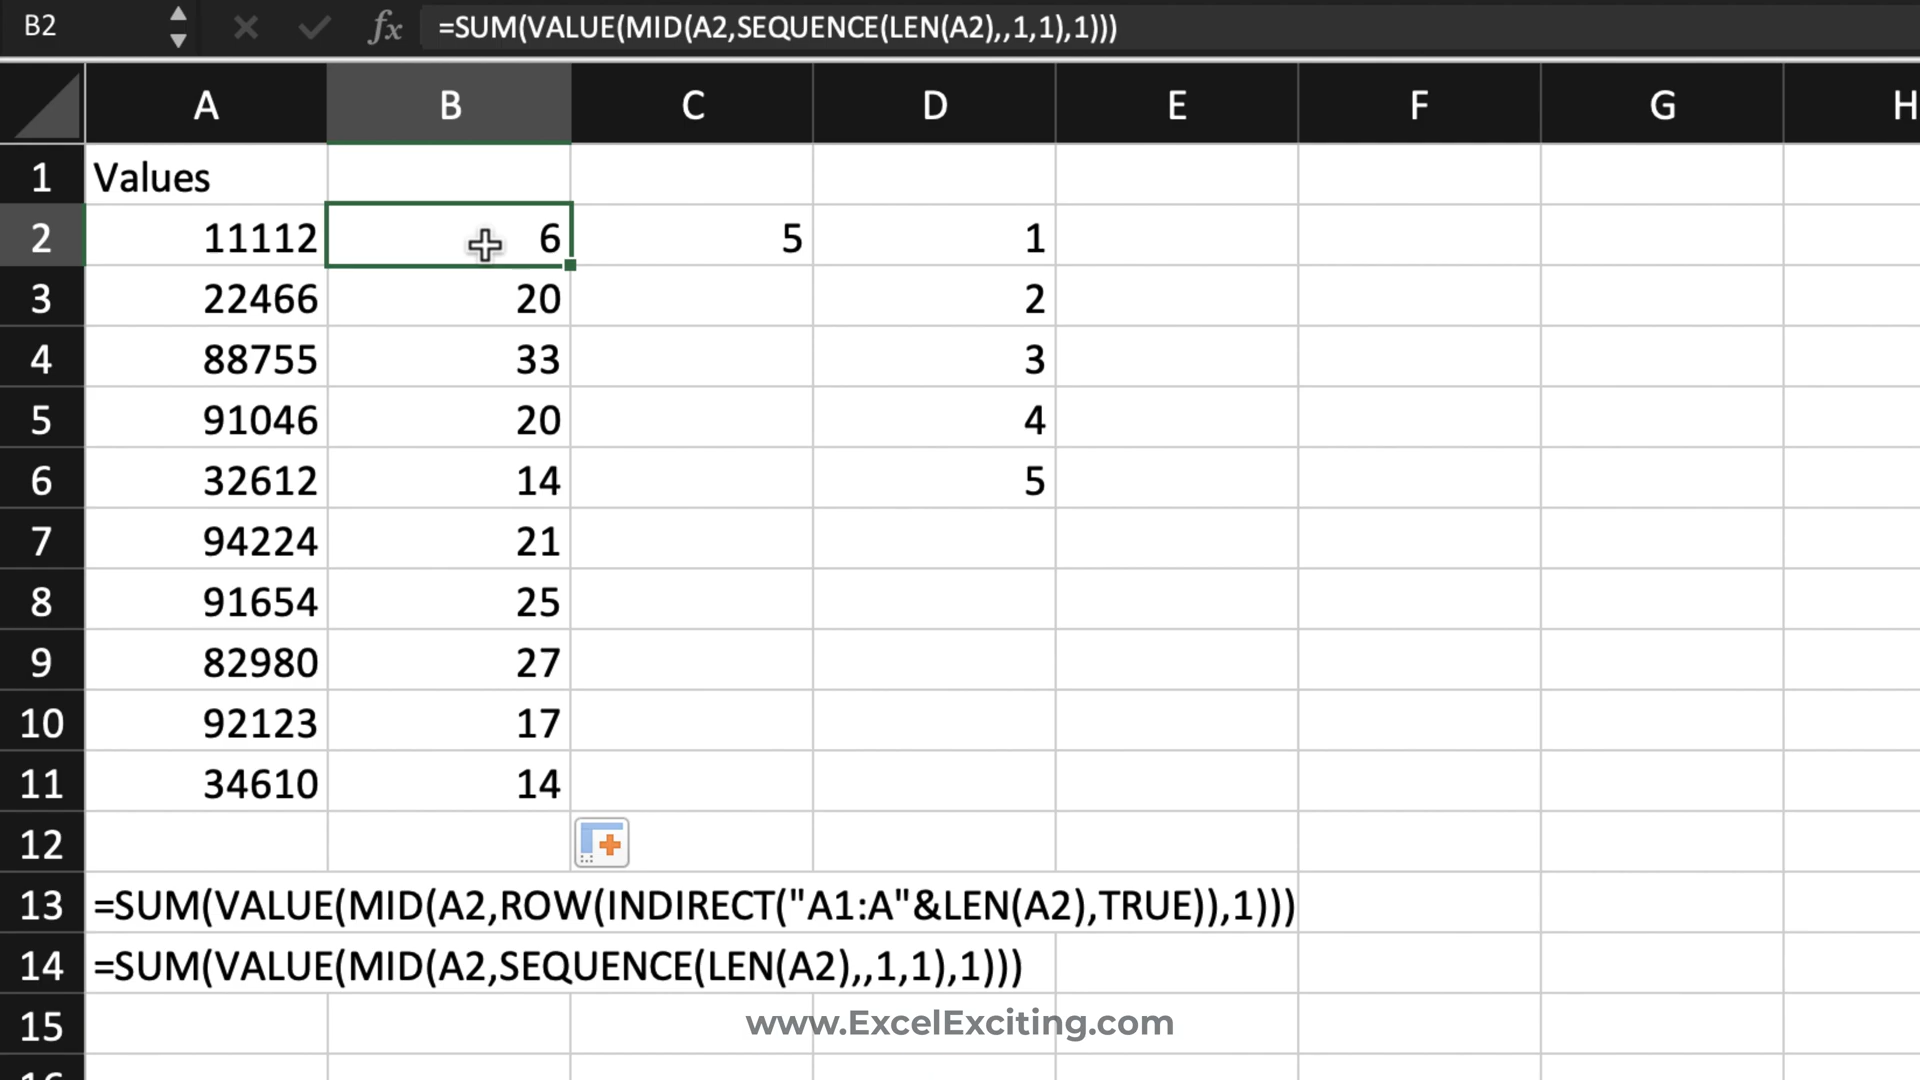 B2 fx =SUM(VALUE(MID(A2,SEQUENCE(LEN(A2),,1,1),1)))
A B C D E F G H
1 Values
2 11112 6 5 1
3 22466 20 2
4 88755 33 3
5 91046 20 4
6 32612 14 5
7 94224 21
8 91654 25
9 82980 27
10 92123 17
11 34610 14
12
13 =SUM(VALUE(MID(A2,ROW(INDIRECT("A1:A"&LEN(A2),TRUE)),1)))
14 =SUM(VALUE(MID(A2,SEQUENCE(LEN(A2),,1,1),1)))
15 www.ExcelExciting.com
16